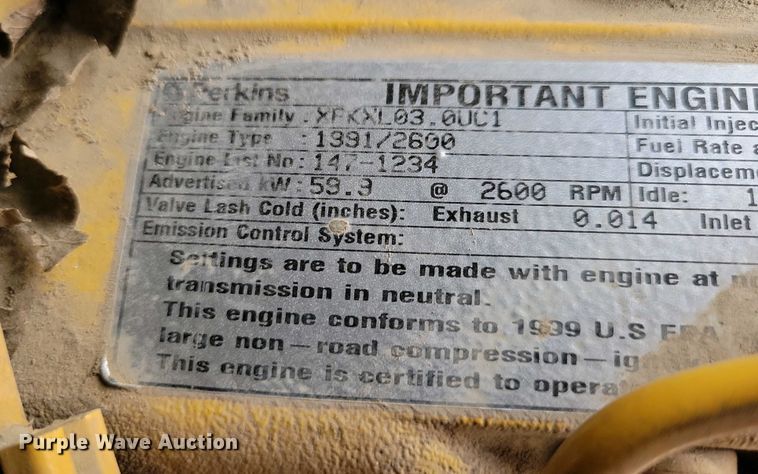 Perkins IMPORTANT ENGIN
Engine Family : XPKXL03.0UC1 Initial Injec
Engine Type : 1991/2600 Fuel Rate a
Engine List No: 147-1234 Displacem
Advertised kW: 59.9 @ 2600 RPM Idle: 1
Valve Lash Cold (inches): Exhaust 0.014 Inlet
Emission Control System:
Settings are to be made with engine at
transmission in neutral.
This engine conforms to 1999 U.S EPA
large non-road compression-ig
This engine is certified to opera
Purple Wave Auction